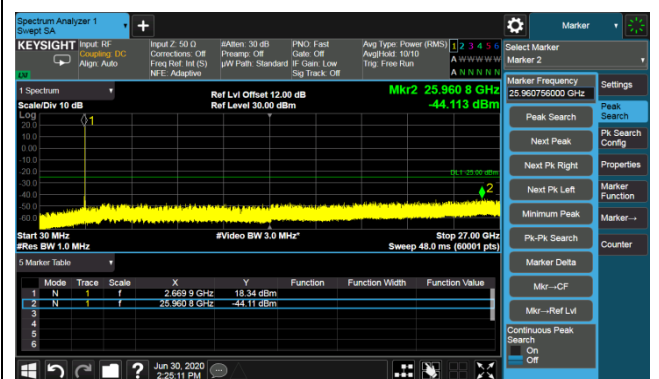 Spectrum Analyzer 1
Swept SA
Marker
KEYSIGHT
Input: RF
Coupling: DC
Align: Auto
Input Z: 50 Ω
Corrections: Off
Freq Ref: Int (S)
NFE: Adaptive
#Atten: 30 dB
Preamp: Off
µW Path: Standard
PNO: Fast
Gate: Off
IF Gain: Low
Sig Track: Off
Avg Type: Power (RMS)
Avg|Hold: 10/10
Trig: Free Run
1 2 3 4 5 6
A W W W W W
A N N N N N
LXI
Select Marker
Marker 2
Marker Frequency
25.960756000 GHz
Peak Search
Next Peak
Next Pk Right
Next Pk Left
Minimum Peak
Pk-Pk Search
Marker Delta
Mkr→CF
Mkr→Ref Lvl
Continuous Peak
Search
On
Off
Settings
Peak
Search
Pk Search
Config
Properties
Marker
Function
Marker→
Counter
1 Spectrum
Scale/Div 10 dB
Ref Lvl Offset 12.00 dB
Ref Level 30.00 dBm
Mkr2 25.960 8 GHz
-44.113 dBm
Log
20.0
10.0
0.00
-10.0
-20.0
-30.0
-40.0
-50.0
-60.0
1
DL1 -25.00 dBm
2
Start 30 MHz
#Res BW 1.0 MHz
#Video BW 3.0 MHz*
Stop 27.00 GHz
Sweep 48.0 ms (60001 pts)
5 Marker Table
Mode Trace Scale X Y Function Function Width Function Value
1 N 1 f 2.669 9 GHz 18.34 dBm
2 N 1 f 25.960 8 GHz -44.11 dBm
3
4
5
6
?
Jun 30, 2020
2:25:11 PM